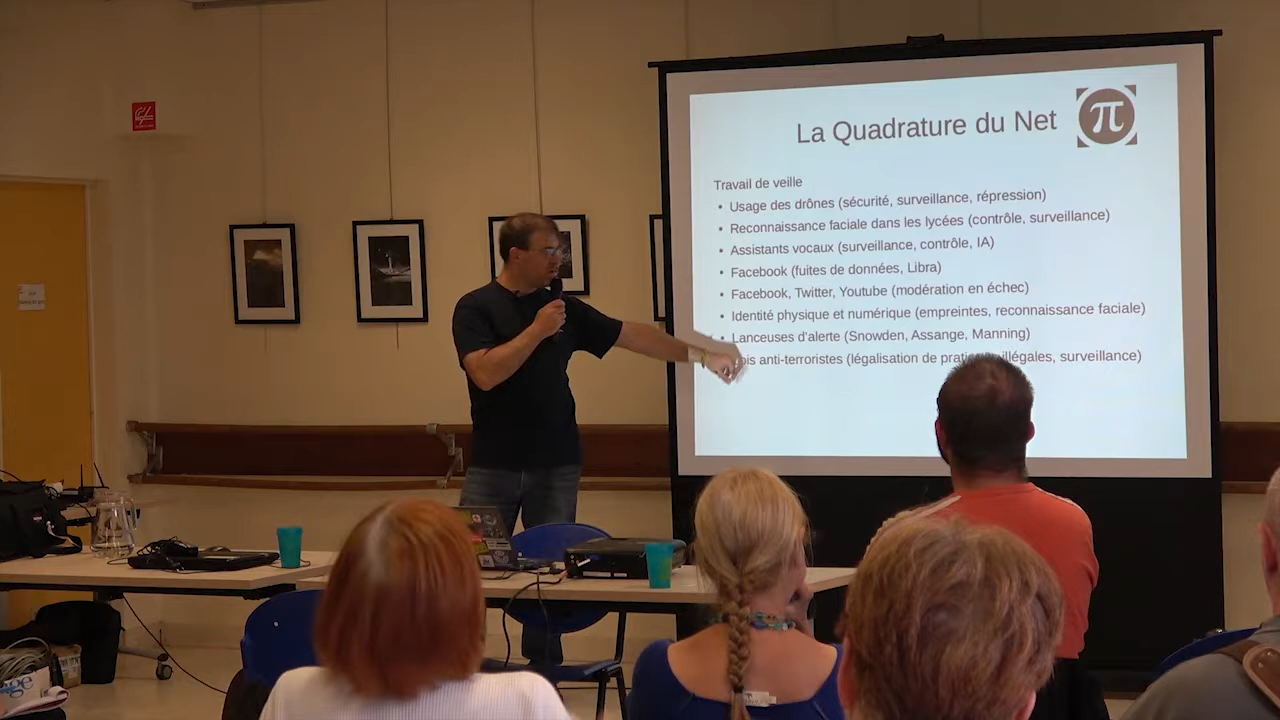 La Quadrature du Net
π
Travail de veille
• Usage des drônes (sécurité, surveillance, répression)
• Reconnaissance faciale dans les lycées (contrôle, surveillance)
• Assistants vocaux (surveillance, contrôle, IA)
• Facebook (fuites de données, Libra)
• Facebook, Twitter, Youtube (modération en échec)
• Identité physique et numérique (empreintes, reconnaissance faciale)
• Lanceuses d'alerte (Snowden, Assange, Manning)
anti-terroristes (légalisation de illégales, surveillance)